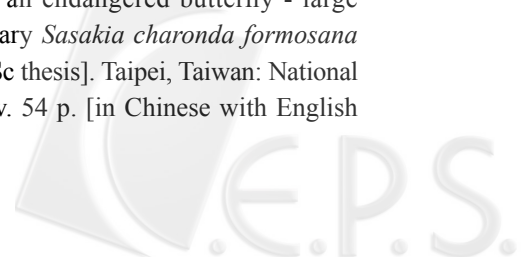 an endangered butterfly - large
ary Sasakia charonda formosana
Sc thesis]. Taipei, Taiwan: National
v. 54 p. [in Chinese with English
C.E.P.S.